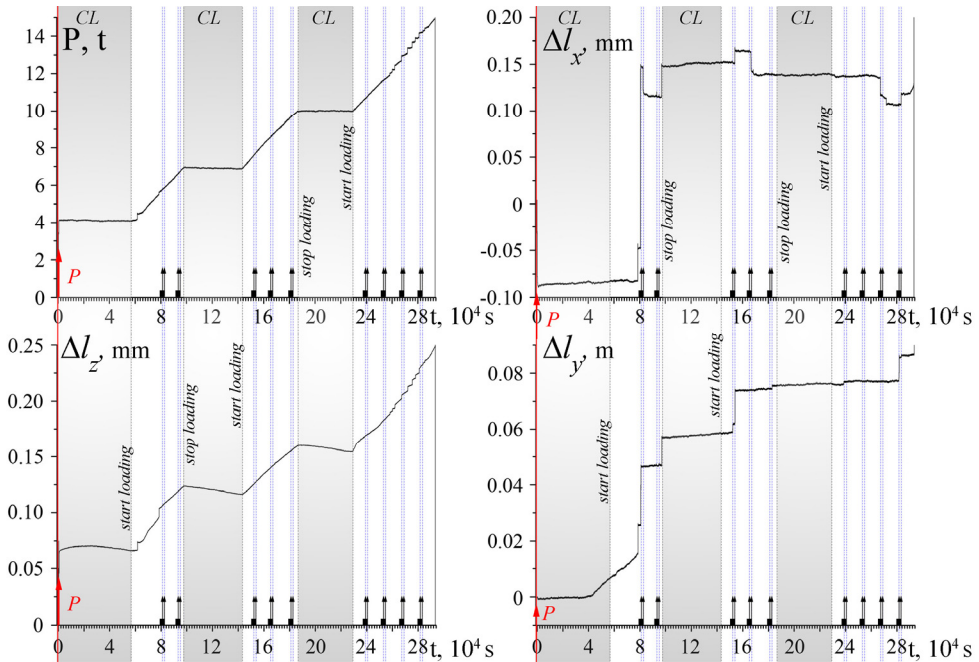 CL CL CL
P, t
14
12
10
8
6
4
2
0
stop loading
start loading
P
0 4 8 12 16 20 24 28 t, 10⁴ s
CL CL CL
Δlₓ, mm
0.20
0.15
0.10
0.05
0
-0.05
-0.10
stop loading
stop loading
start loading
P
0 4 8 12 16 20 24 28 t, 10⁴ s
Δl_z, mm
0.25
0.20
0.15
0.10
0.05
0
start loading
stop loading
start loading
P
0 4 8 12 16 20 24 28 t, 10⁴ s
Δl_y, m
0.08
0.06
0.04
0.02
0
start loading
start loading
P
0 4 8 12 16 20 24 28 t, 10⁴ s